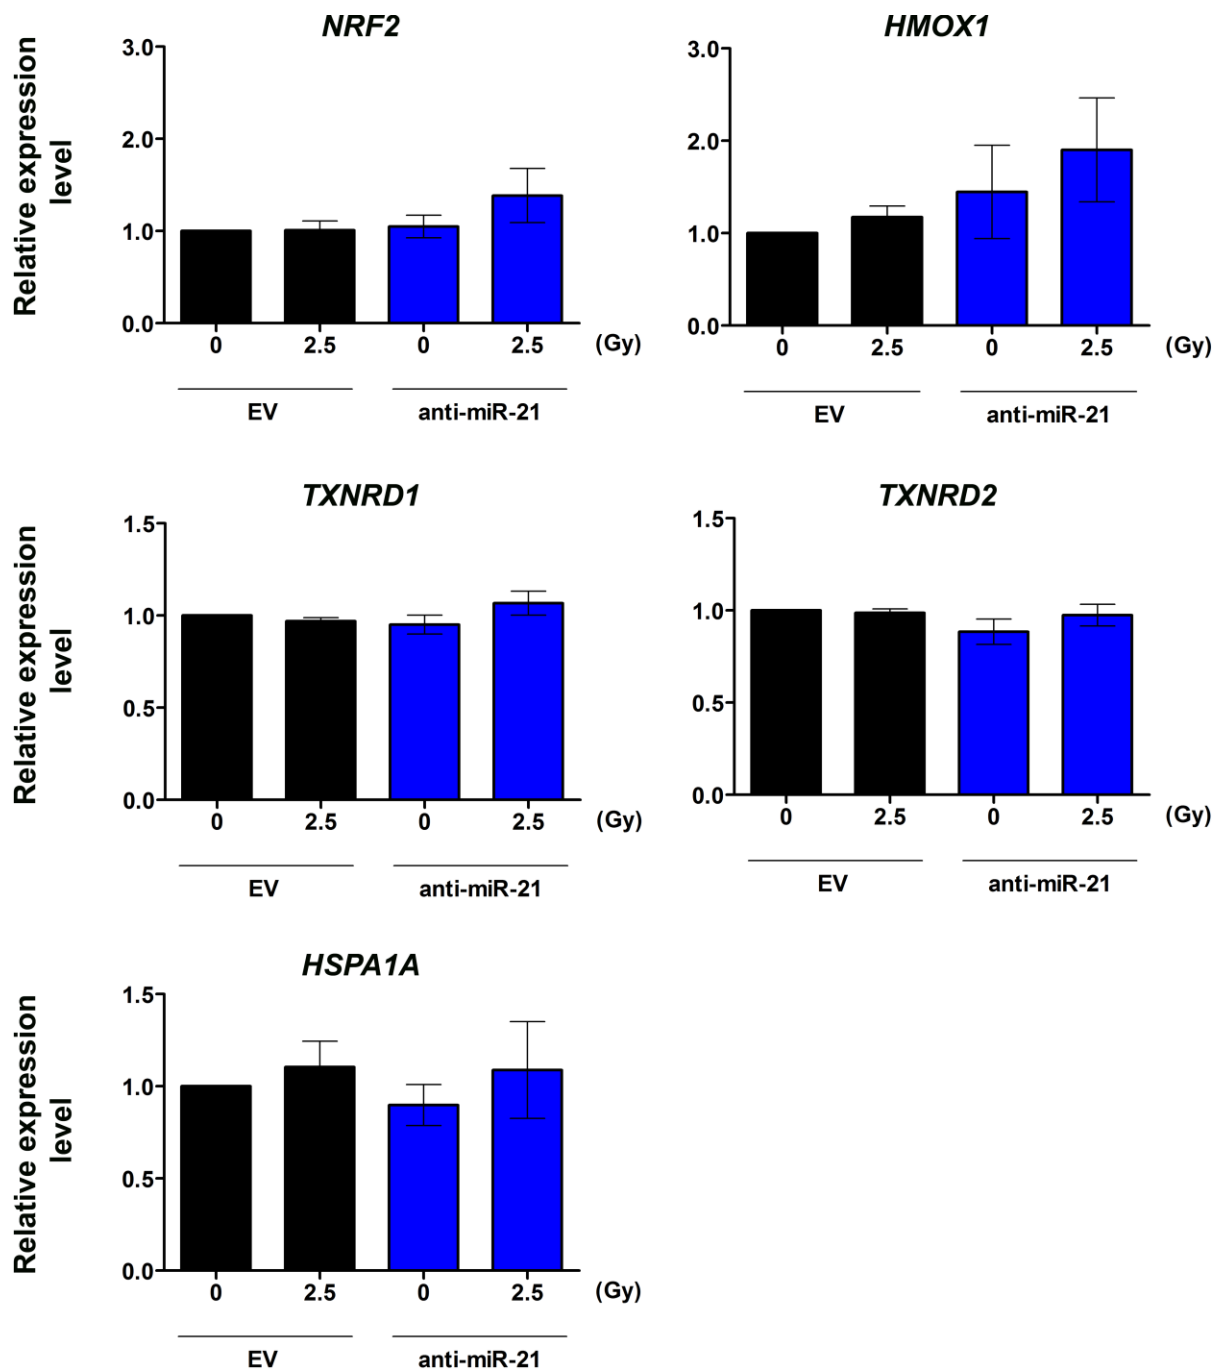 NRF2
HMOX1
Relative expression
level
3.0
2.0
1.0
0.0
0 2.5 0 2.5 (Gy)
EV anti-miR-21
3.0
2.0
1.0
0.0
0 2.5 0 2.5 (Gy)
EV anti-miR-21
TXNRD1
TXNRD2
Relative expression
level
1.5
1.0
0.5
0.0
0 2.5 0 2.5 (Gy)
EV anti-miR-21
1.5
1.0
0.5
0.0
0 2.5 0 2.5 (Gy)
EV anti-miR-21
HSPA1A
Relative expression
level
1.5
1.0
0.5
0.0
0 2.5 0 2.5 (Gy)
EV anti-miR-21